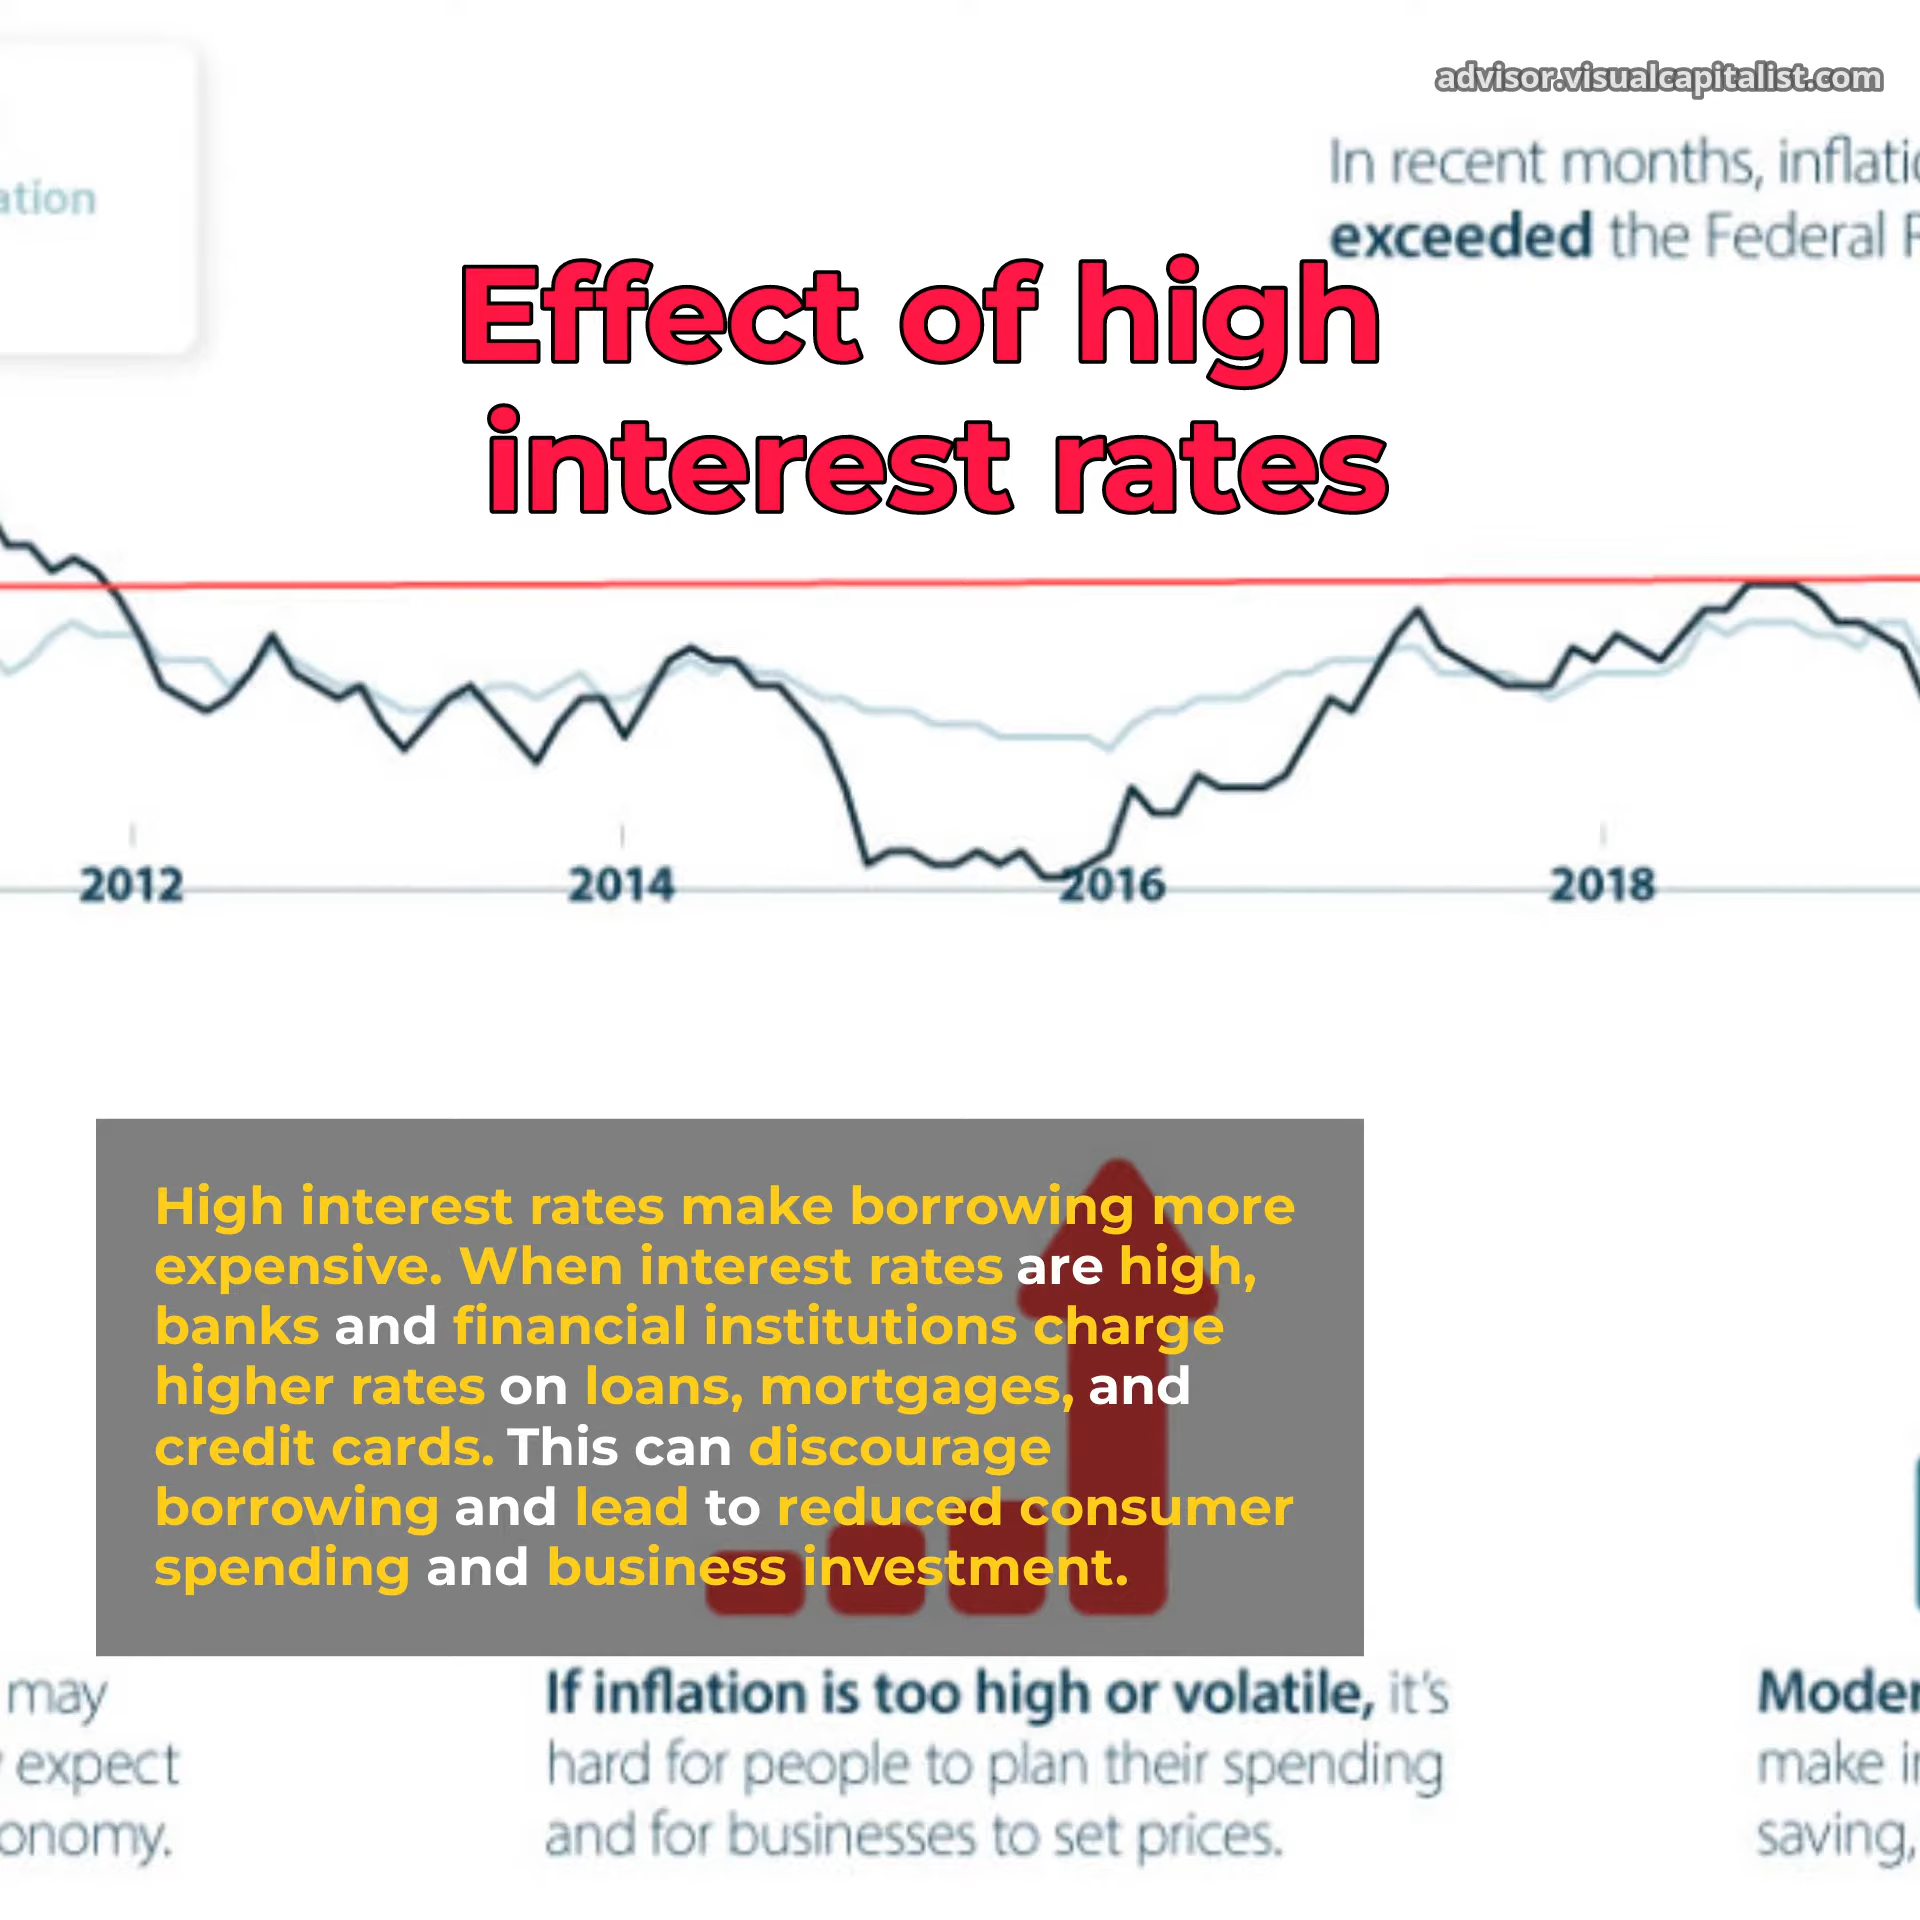 advisor.visualcapitalist.com
In recent months,
exceeded the Federal
Effect of high
interest rates
2012 2014 2016 2018
High interest rates make borrowing more
expensive. When interest rates are high,
banks and financial institutions charge
higher rates on loans, mortgages, and
credit cards. This can discourage
borrowing and lead to reduced consumer
spending and business investment.
may
expect
If inflation is too high or volatile, it's
hard for people to plan their spending
and for businesses to set prices.
make
saving,